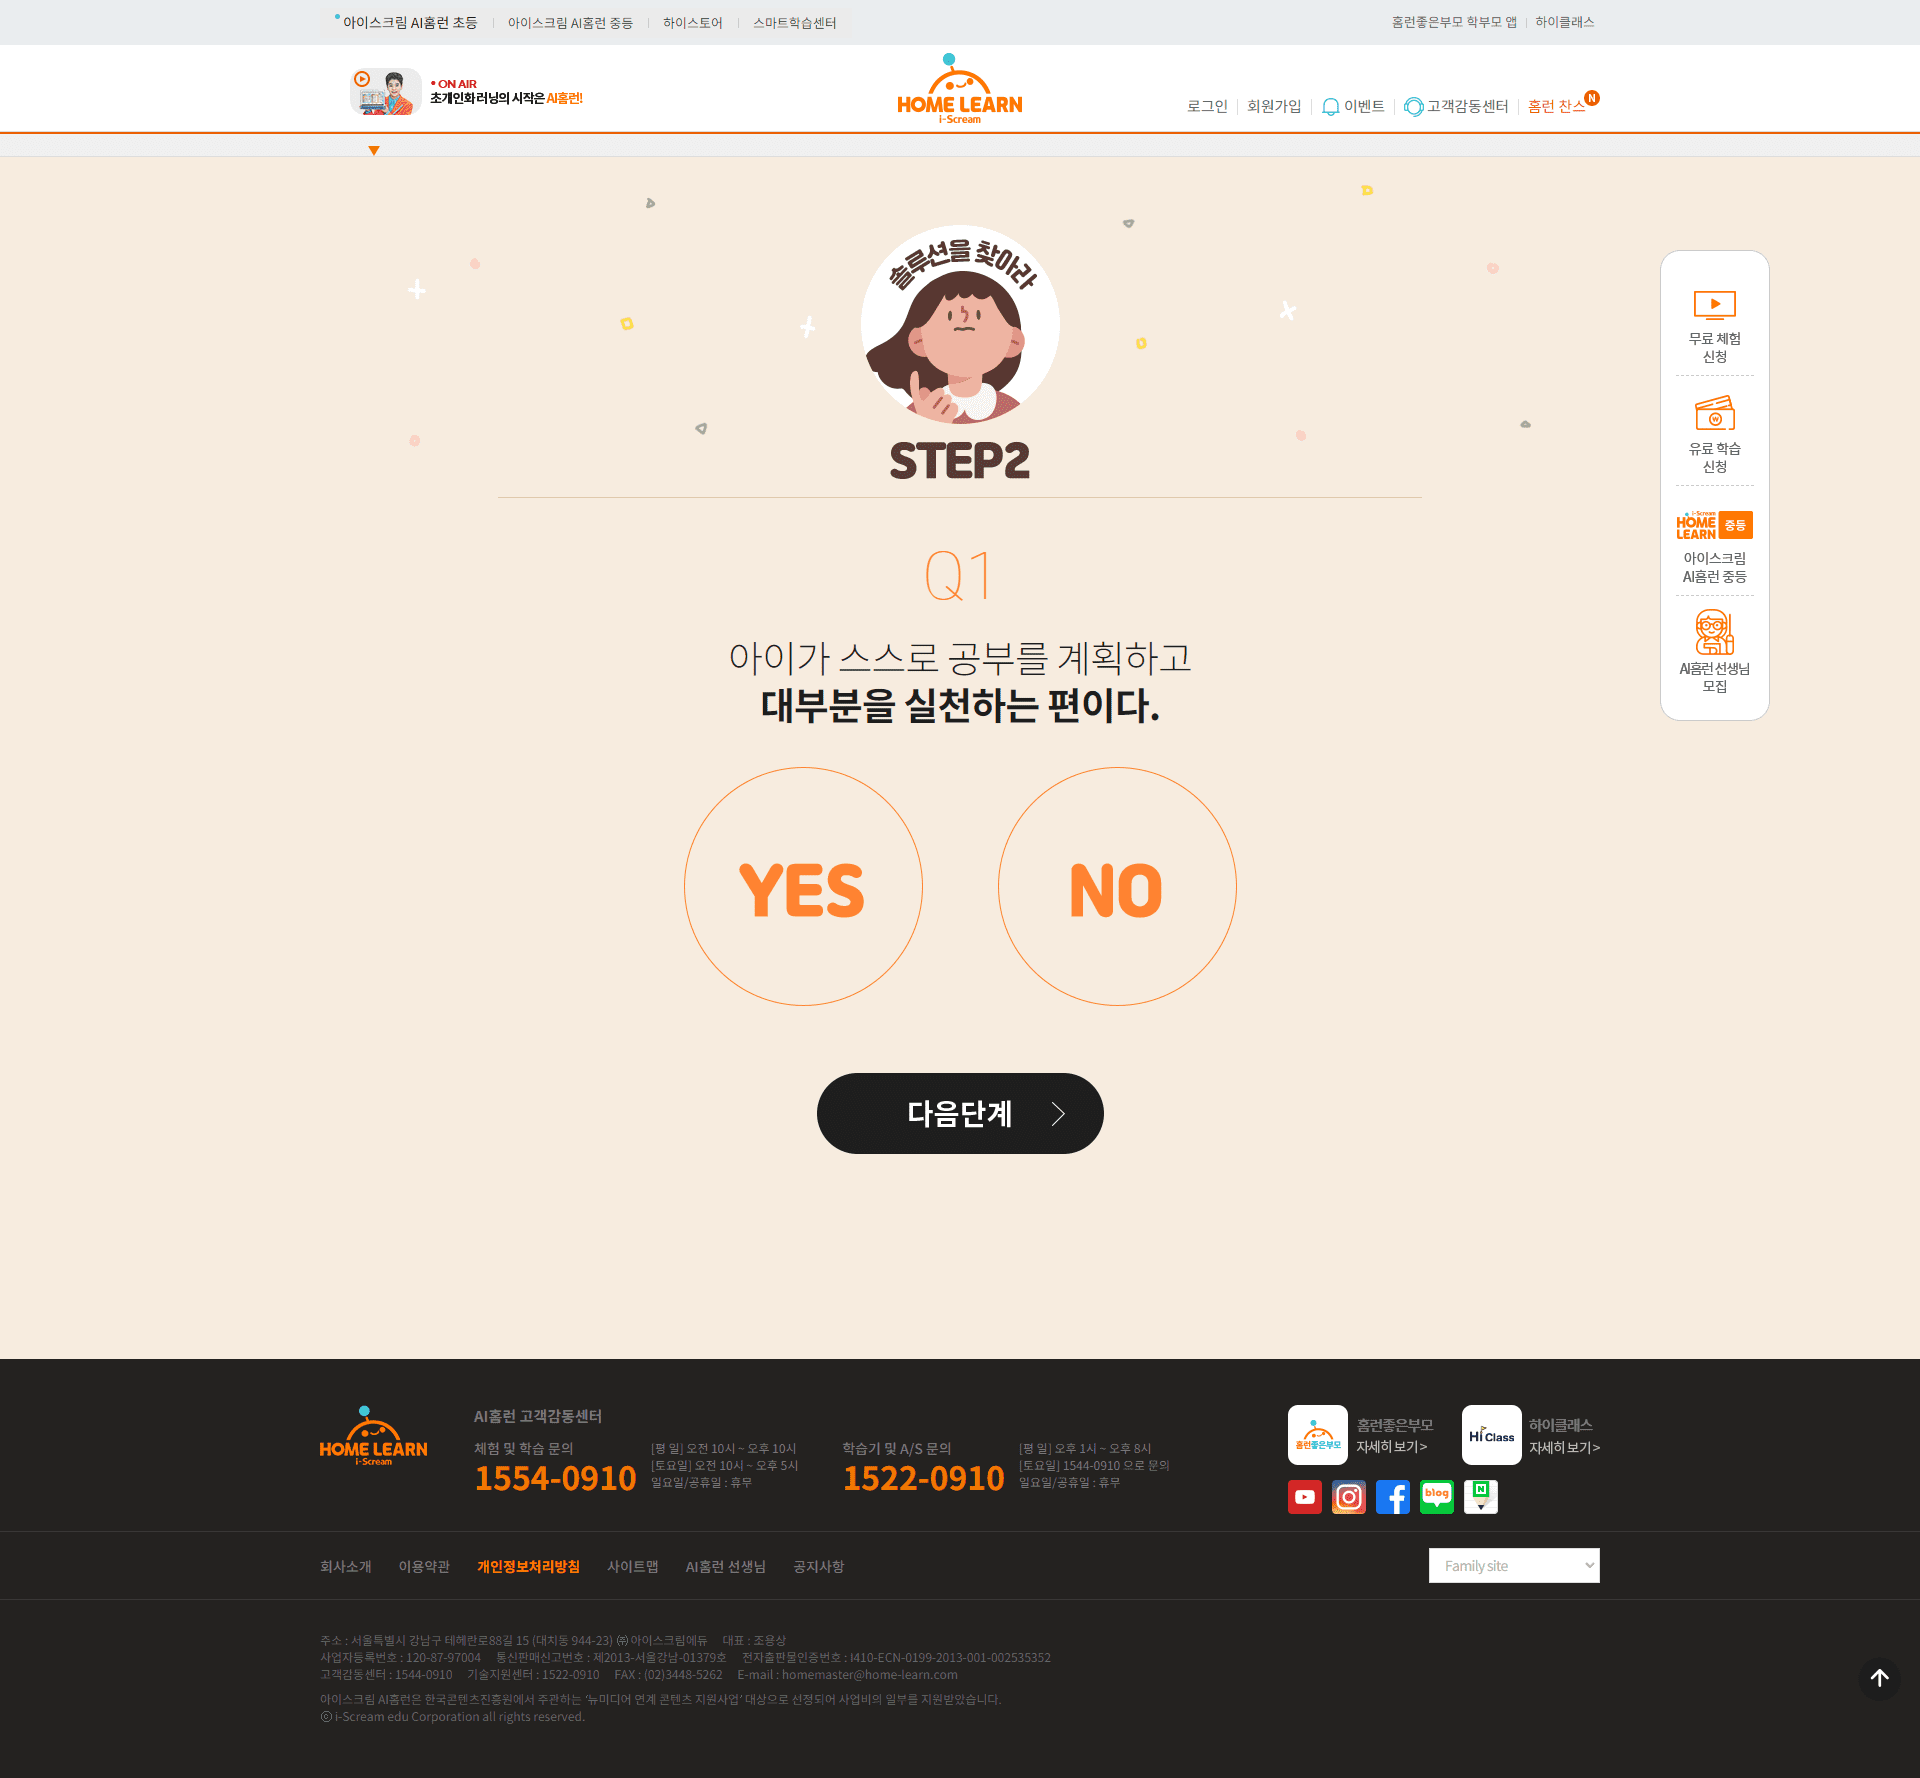 아이스크림 AI홈런 초등
아이스크림 AI홈런 중등
하이스토어
스마트학습센터
홈런좋은부모 학부모 앱
하이클래스
• ON AIR
초개인화 러닝의 시작은 AI홈런!
HOME LEARN
i-Scream
로그인
회원가입
이벤트
고객감동센터
홈런 찬스
N
솔루션을 찾아라
STEP2
Q1
아이가 스스로 공부를 계획하고
대부분을 실천하는 편이다.
YES
NO
다음단계
무료 체험
신청
유료 학습
신청
i-Scream
HOME
LEARN
중등
아이스크림
AI홈런 중등
AI홈런 선생님
모집
HOME LEARN
i-Scream
AI홈런 고객감동센터
체험 및 학습 문의
1554-0910
[평 일] 오전 10시 ~ 오후 10시
[토요일] 오전 10시 ~ 오후 5시
일요일/공휴일 : 휴무
학습기 및 A/S 문의
1522-0910
[평 일] 오후 1시 ~ 오후 8시
[토요일] 1544-0910 으로 문의
일요일/공휴일 : 휴무
홈런좋은부모
홈런좋은부모
자세히 보기 >
Hi Class
하이클래스
자세히 보기 >
blog
N
회사소개
이용약관
개인정보처리방침
사이트맵
AI홈런 선생님
공지사항
Family site
주소 : 서울특별시 강남구 테헤란로88길 15 (대치동 944-23) ㈜ 아이스크림에듀 대표 : 조용상
사업자등록번호 : 120-87-97004 통신판매신고번호 : 제2013-서울강남-01379호 전자출판물인증번호 : I410-ECN-0199-2013-001-002535352
고객감동센터 : 1544-0910 기술지원센터 : 1522-0910 FAX : (02)3448-5262 E-mail : homemaster@home-learn.com
아이스크림 AI홈런은 한국콘텐츠진흥원에서 주관하는 ‘뉴미디어 연계 콘텐츠 지원사업’ 대상으로 선정되어 사업비의 일부를 지원받았습니다.
ⓒ i-Scream edu Corporation all rights reserved.